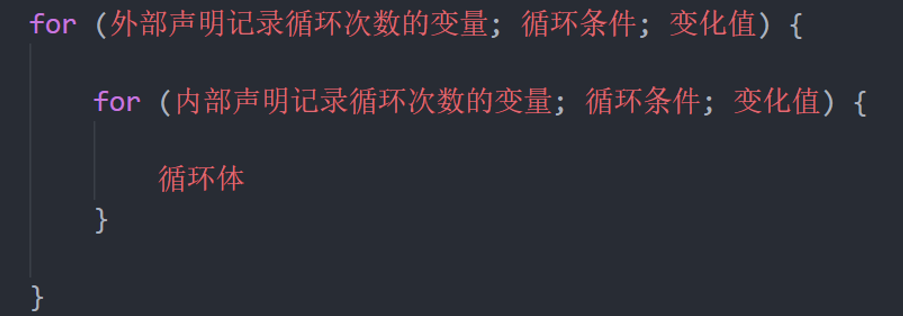 for (外部声明记录循环次数的变量; 循环条件; 变化值) {
for (内部声明记录循环次数的变量; 循环条件; 变化值) {
循环体
}
}